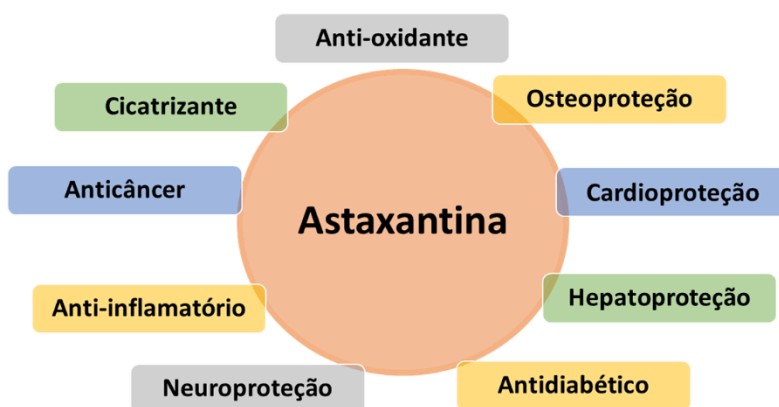 Anti-oxidante
Cicatrizante
Osteoproteção
Anticâncer
Cardioproteção
Astaxantina
Anti-inflamatório
Hepatoproteção
Neuroproteção
Antidiabético